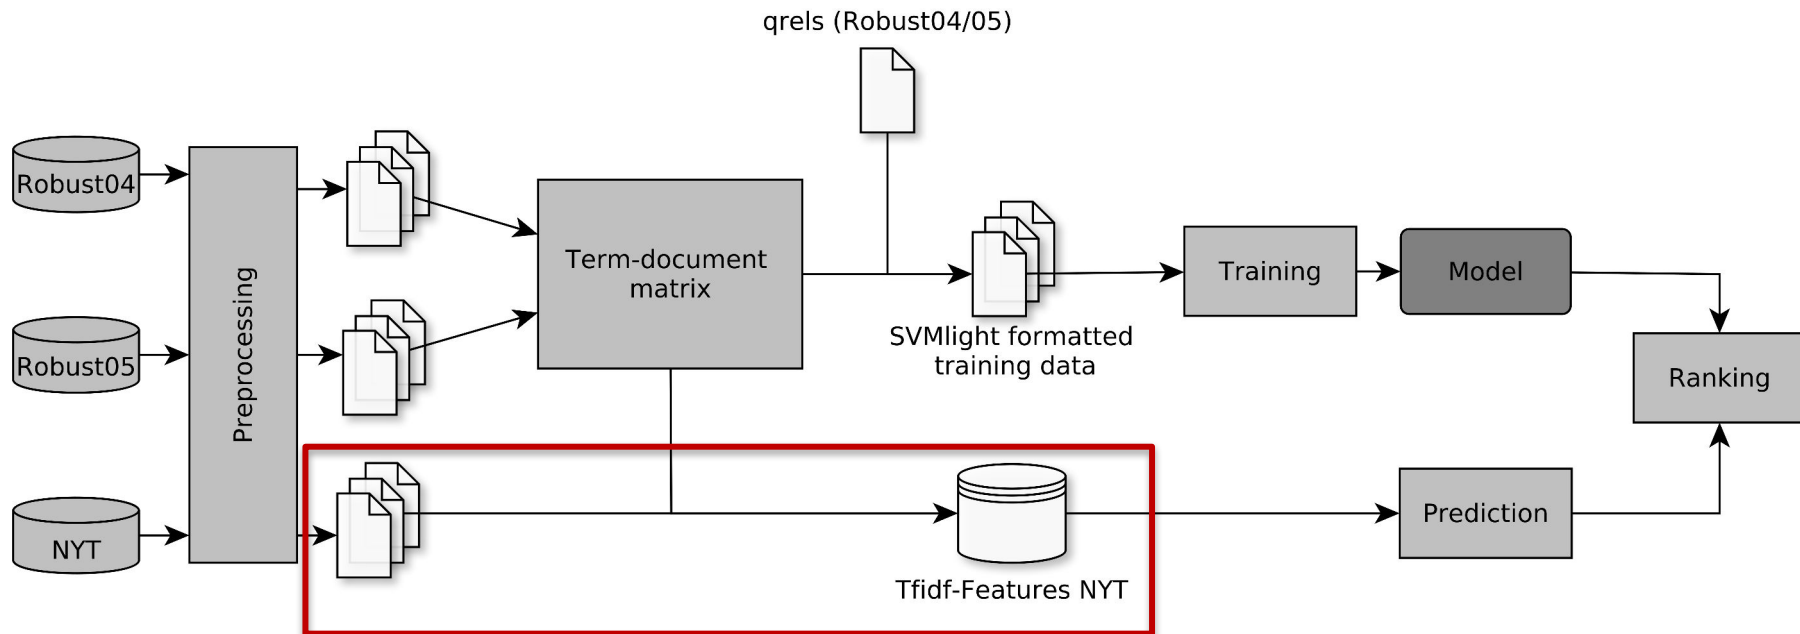 qrels (Robust04/05)
Robust04
Robust05
NYT
Preprocessing
Term-document
matrix
SVMlight formatted
training data
Training
Model
Ranking
Tfidf-Features NYT
Prediction